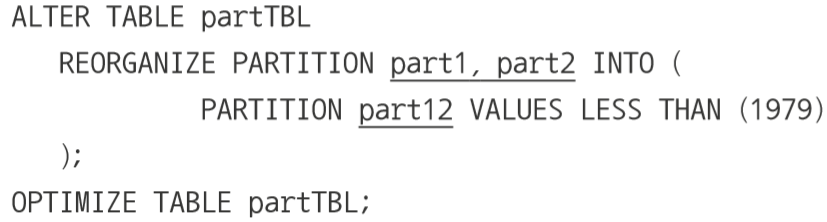 ALTER TABLE partTBL
REORGANIZE PARTITION part1, part2 INTO (
PARTITION part12 VALUES LESS THAN (1979)
);
OPTIMIZE TABLE partTBL;